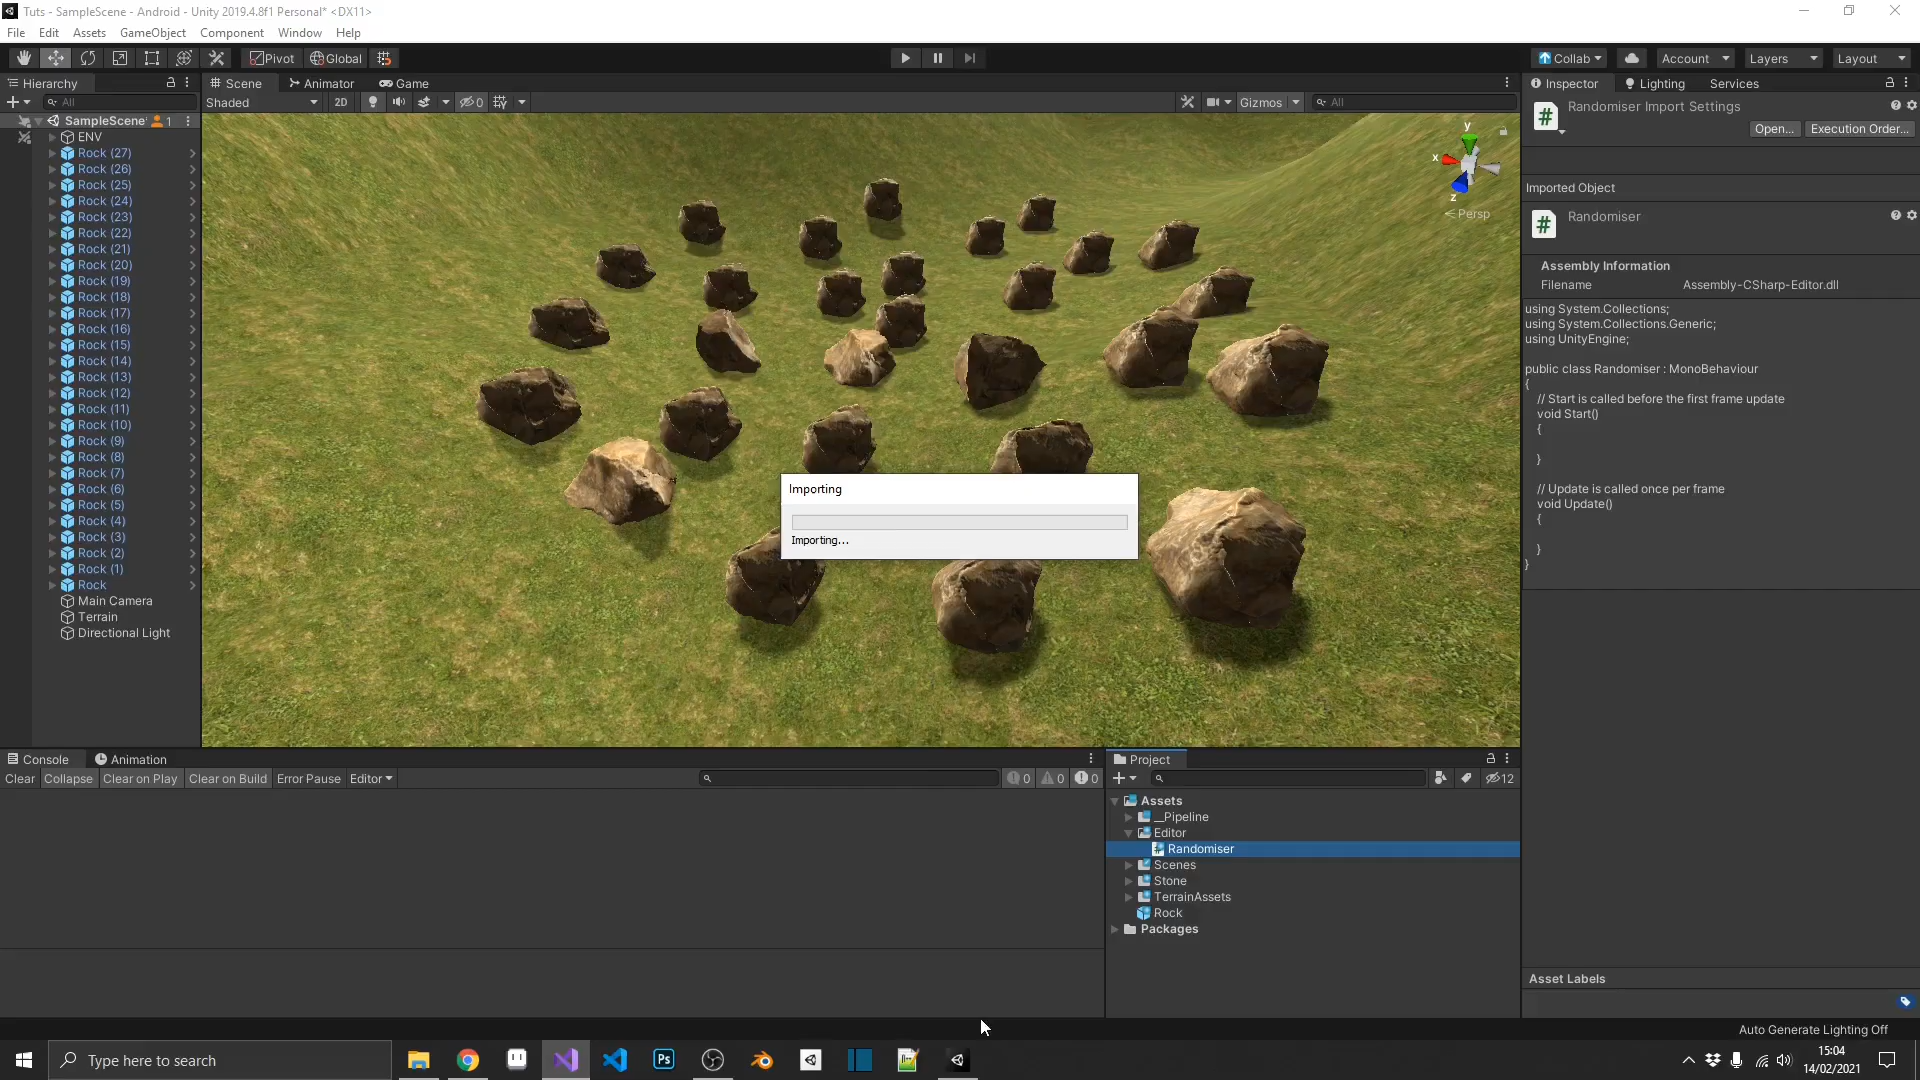 Tuts - SampleScene - Android - Unity 2019.4.8f1 Personal* <DX11>
File Edit Assets GameObject Component Window Help
Pivot Global Collab Account Layers Layout
Hierarchy Scene Animator Game Inspector Lighting Services
All Shaded 2D 0 Gizmos All
Randomiser Import Settings
Open... Execution Order...
SampleScene* 1
ENV
Rock (27)
Rock (26)
Rock (25)
Rock (24)
Rock (23)
Rock (22)
Rock (21)
Rock (20)
Rock (19)
Rock (18)
Rock (17)
Rock (16)
Rock (15)
Rock (14)
Rock (13)
Rock (12)
Rock (11)
Rock (10)
Rock (9)
Rock (8)
Rock (7)
Rock (6)
Rock (5)
Rock (4)
Rock (3)
Rock (2)
Rock (1)
Rock
Main Camera
Terrain
Directional Light
y
x
z
< Persp
Importing
Importing...
Imported Object
Randomiser
Assembly Information
Filename Assembly-CSharp-Editor.dll
using System.Collections;
using System.Collections.Generic;
using UnityEngine;
public class Randomiser : MonoBehaviour
{
// Start is called before the first frame update
void Start()
{
}
// Update is called once per frame
void Update()
{
}
}
Asset Labels
Console Animation
Clear Collapse Clear on Play Clear on Build Error Pause Editor 0 0 0
Project
12
Assets
__Pipeline
Editor
Randomiser
Scenes
Stone
TerrainAssets
Rock
Packages
Auto Generate Lighting Off
Type here to search
Ps
15:04
14/02/2021